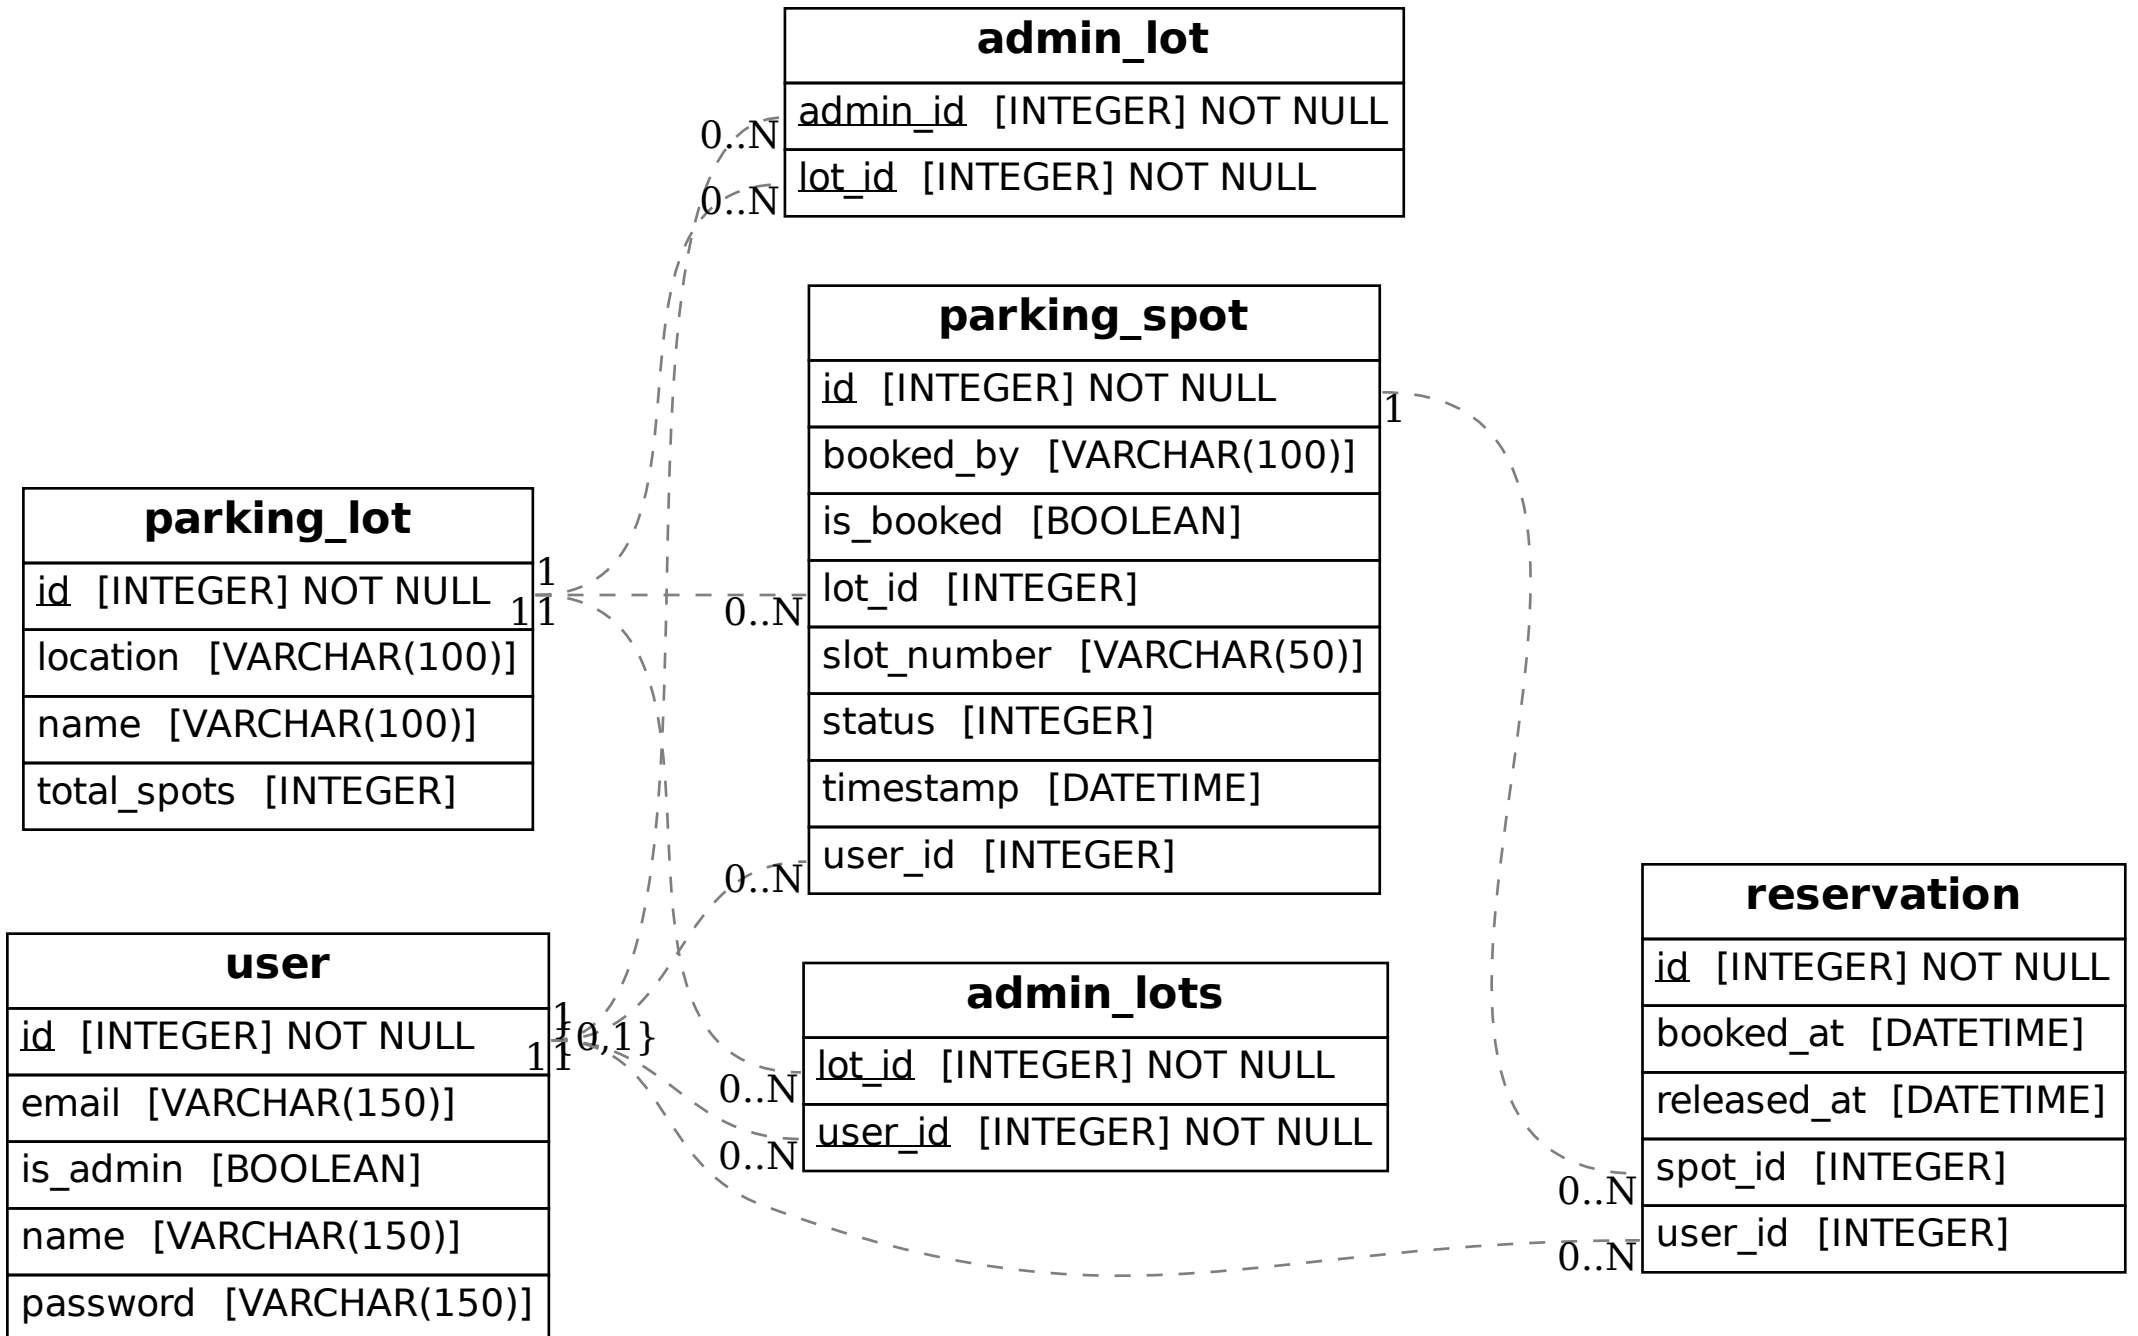 admin_lot
admin_id [INTEGER] NOT NULL
lot_id [INTEGER] NOT NULL
0..N
0..N
parking_spot
id [INTEGER] NOT NULL
booked_by [VARCHAR(100)]
is_booked [BOOLEAN]
lot_id [INTEGER]
slot_number [VARCHAR(50)]
status [INTEGER]
timestamp [DATETIME]
user_id [INTEGER]
1
0..N
0..N
parking_lot
id [INTEGER] NOT NULL
location [VARCHAR(100)]
name [VARCHAR(100)]
total_spots [INTEGER]
1
1
1
user
id [INTEGER] NOT NULL
email [VARCHAR(150)]
is_admin [BOOLEAN]
name [VARCHAR(150)]
password [VARCHAR(150)]
1
{0,1}
1
1
admin_lots
lot_id [INTEGER] NOT NULL
user_id [INTEGER] NOT NULL
0..N
0..N
reservation
id [INTEGER] NOT NULL
booked_at [DATETIME]
released_at [DATETIME]
spot_id [INTEGER]
user_id [INTEGER]
0..N
0..N